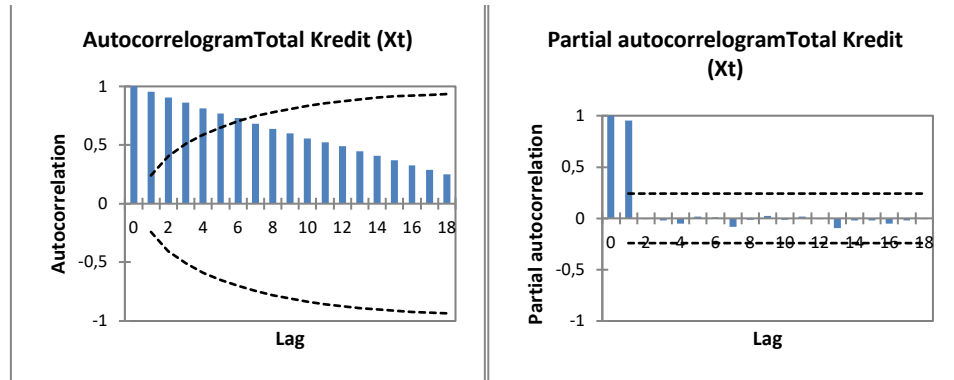 AutocorrelogramTotal Kredit (Xt)
1
0,5
0
-0,5
-1
0 2 4 6 8 10 12 14 16 18
Autocorrelation
Lag
Partial autocorrelogramTotal Kredit
(Xt)
1
0,5
0
-0,5
-1
0 2 4 6 8 10 12 14 16 18
Partial autocorrelation
Lag